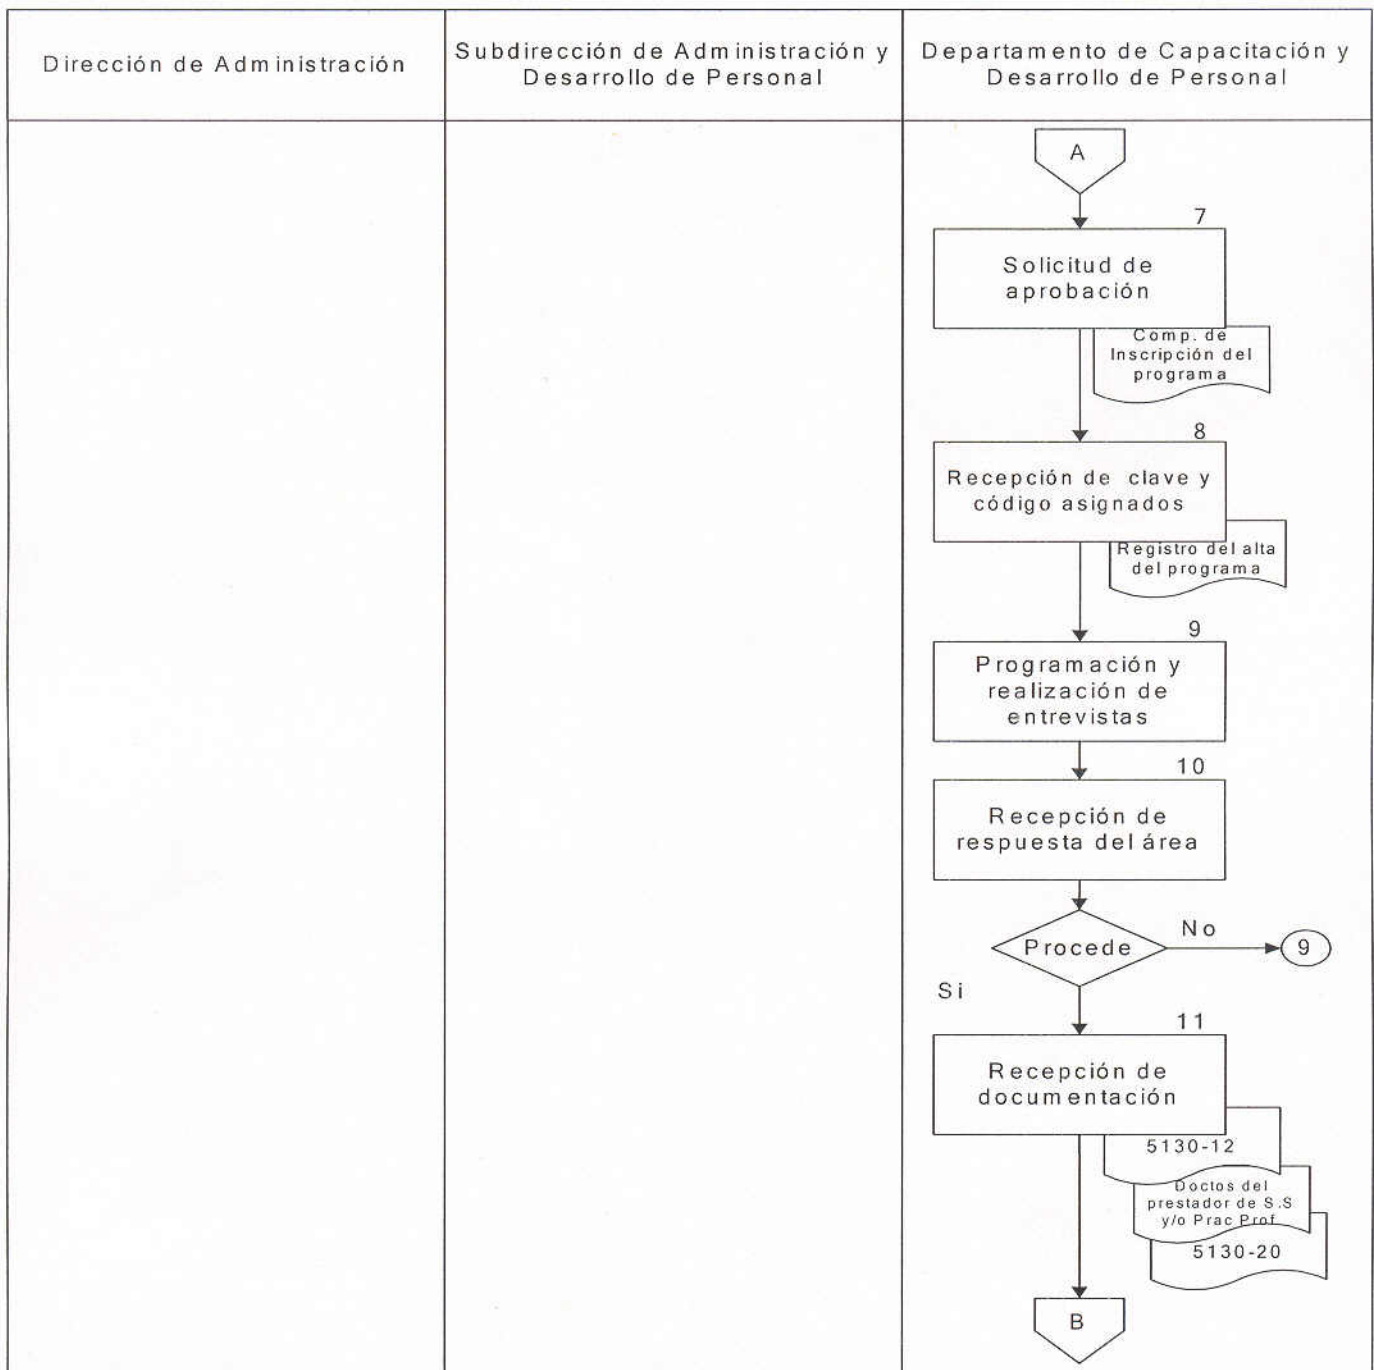 Dirección de Administración
Subdirección de Administración y
Desarrollo de Personal
Departamento de Capacitación y
Desarrollo de Personal
A
7
Solicitud de
aprobación
Comp. de
Inscripción del
programa
8
Recepción de clave y
código asignados
Registro del alta
del programa
9
Programación y
realización de
entrevistas
10
Recepción de
respuesta del área
Procede
No
9
Si
11
Recepción de
documentación
5130-12
Doctos del
prestador de S.S
y/o Prac Prof
5130-20
B